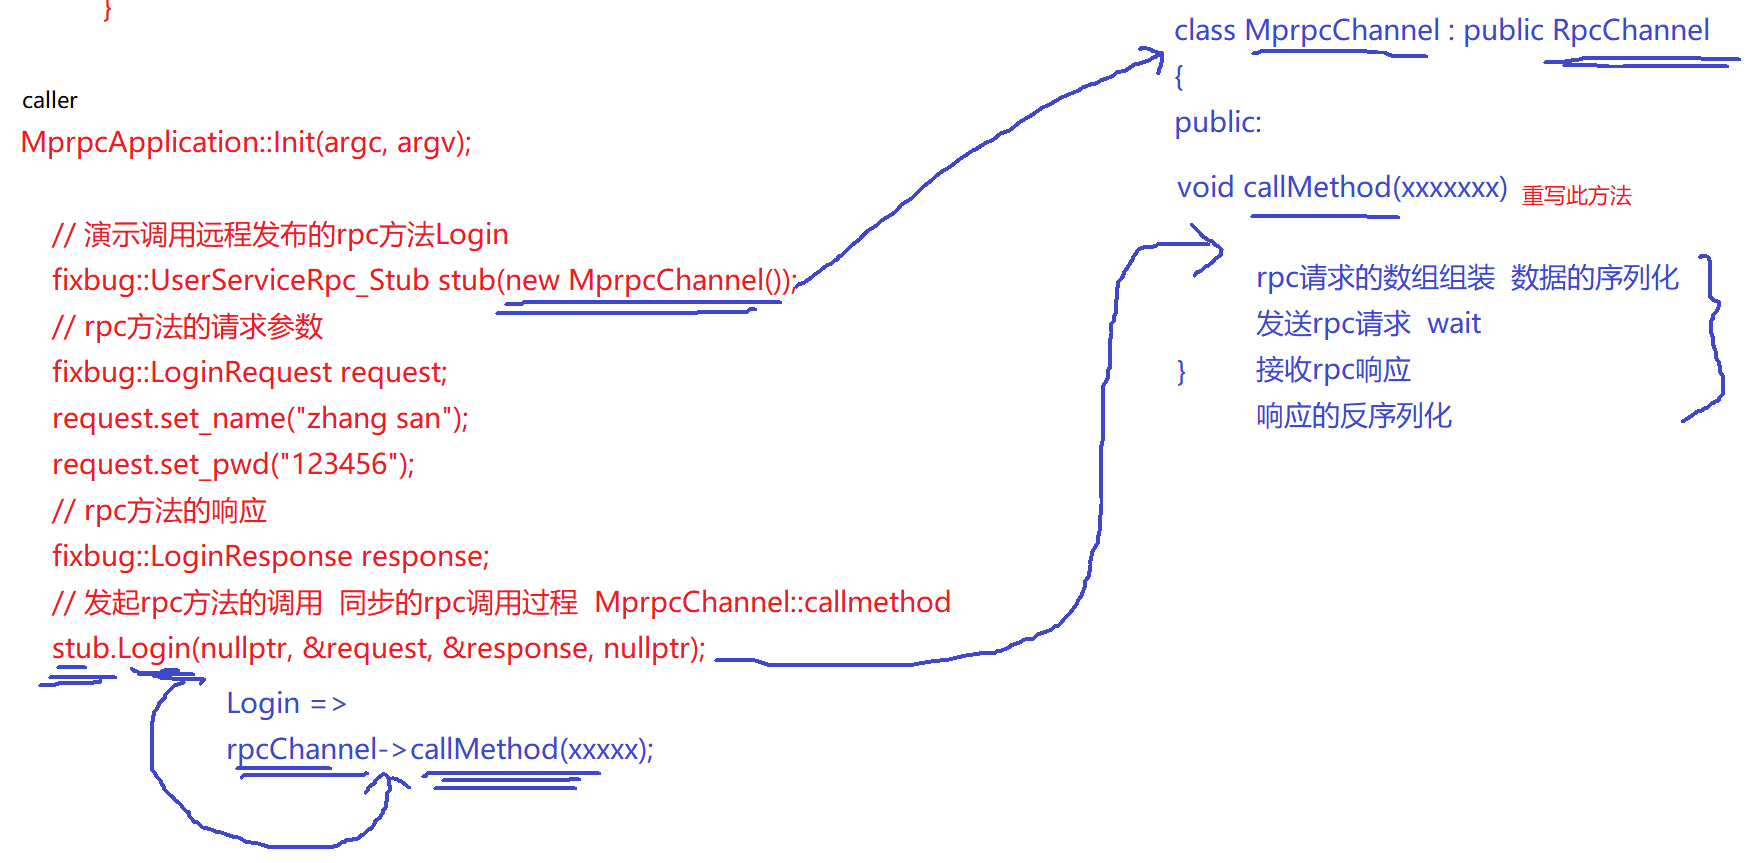 }
caller
MprpcApplication::Init(argc, argv);
// 演示调用远程发布的rpc方法Login
fixbug::UserServiceRpc_Stub stub(new MprpcChannel());
// rpc方法的请求参数
fixbug::LoginRequest request;
request.set_name("zhang san");
request.set_pwd("123456");
// rpc方法的响应
fixbug::LoginResponse response;
// 发起rpc方法的调用 同步的rpc调用过程 MprpcChannel::callmethod
stub.Login(nullptr, &request, &response, nullptr);
Login =>
rpcChannel->callMethod(xxxxx);
class MprpcChannel : public RpcChannel
{
public:
void callMethod(xxxxxxx) 重写此方法
rpc请求的数组组装 数据的序列化
发送rpc请求 wait
} 接收rpc响应
响应的反序列化